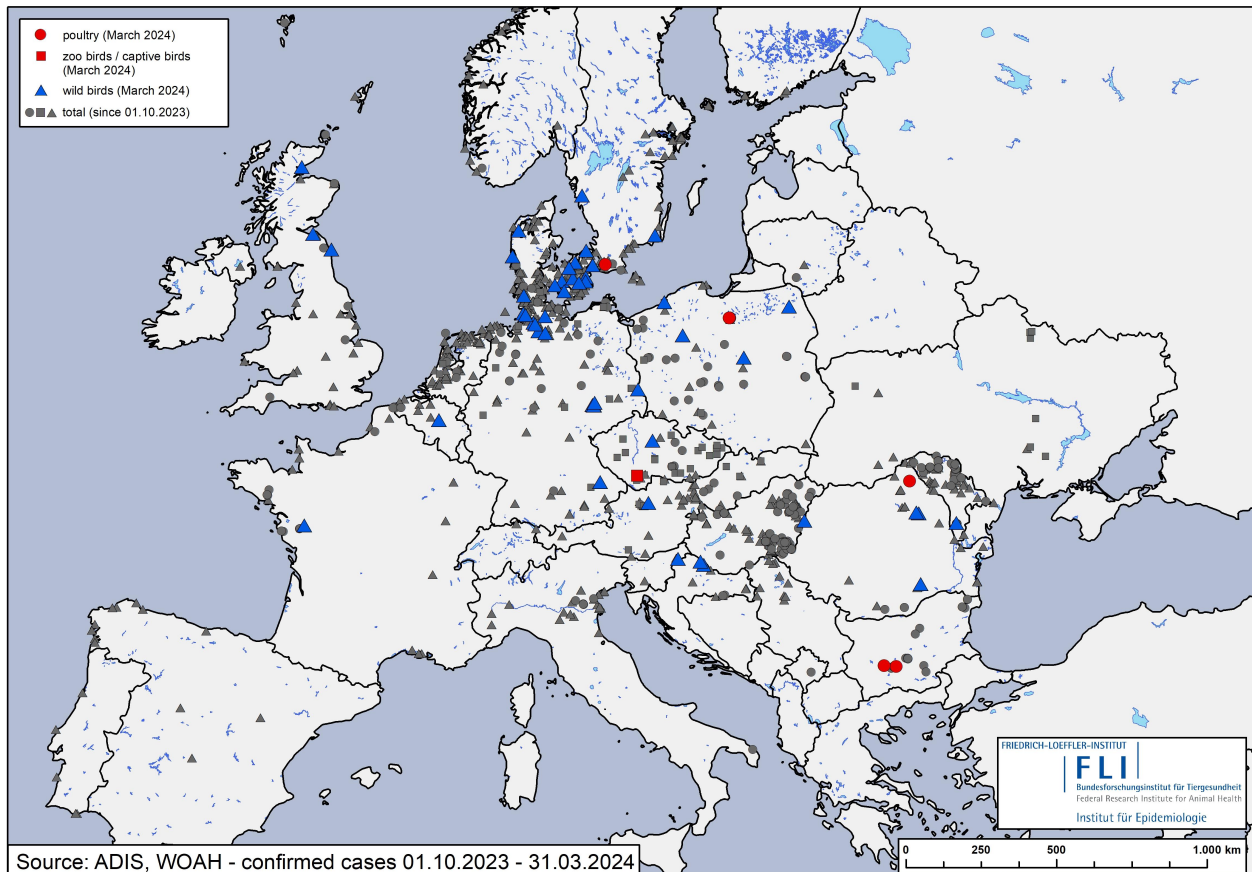 poultry (March 2024)
zoo birds / captive birds
(March 2024)
wild birds (March 2024)
total (since 01.10.2023)
FRIEDRICH-LOEFFLER-INSTITUT
FLI
Bundesforschungsinstitut für Tiergesundheit
Federal Research Institute for Animal Health
Institut für Epidemiologie
Source: ADIS, WOAH - confirmed cases 01.10.2023 - 31.03.2024
0 250 500 1.000 km